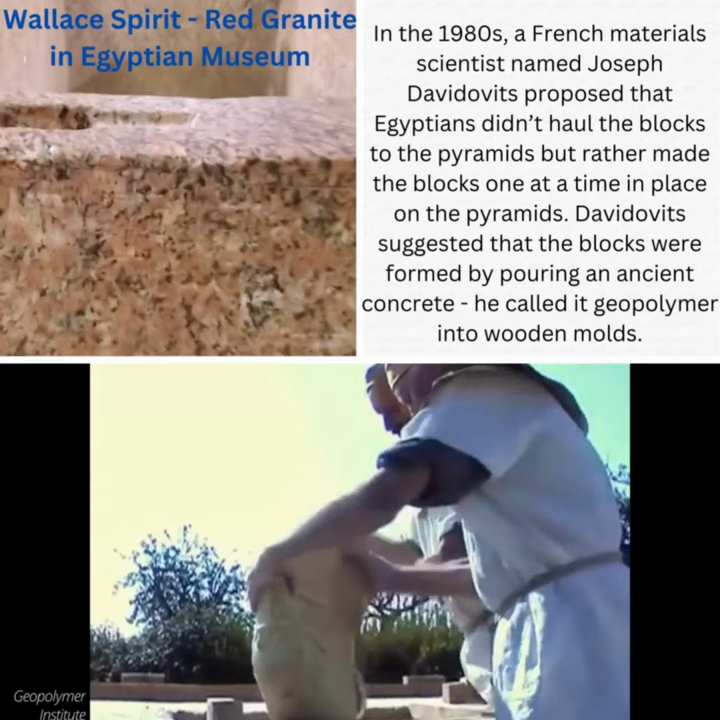 Wallace Spirit - Red Granite
in Egyptian Museum
In the 1980s, a French materials
scientist named Joseph
Davidovits proposed that
Egyptians didn’t haul the blocks
to the pyramids but rather made
the blocks one at a time in place
on the pyramids. Davidovits
suggested that the blocks were
formed by pouring an ancient
concrete - he called it geopolymer
into wooden molds.
Geopolymer
Institute